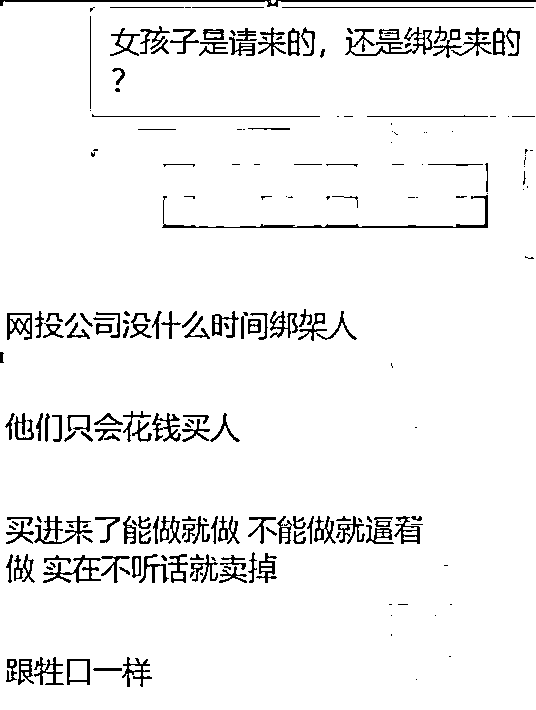 女孩子是请来的，还是绑架来的
？
网投公司没什么时间绑架人
他们只会花钱买人
买进来了能做就做 不能做就逼着
做 实在不听话就卖掉
跟牲口一样